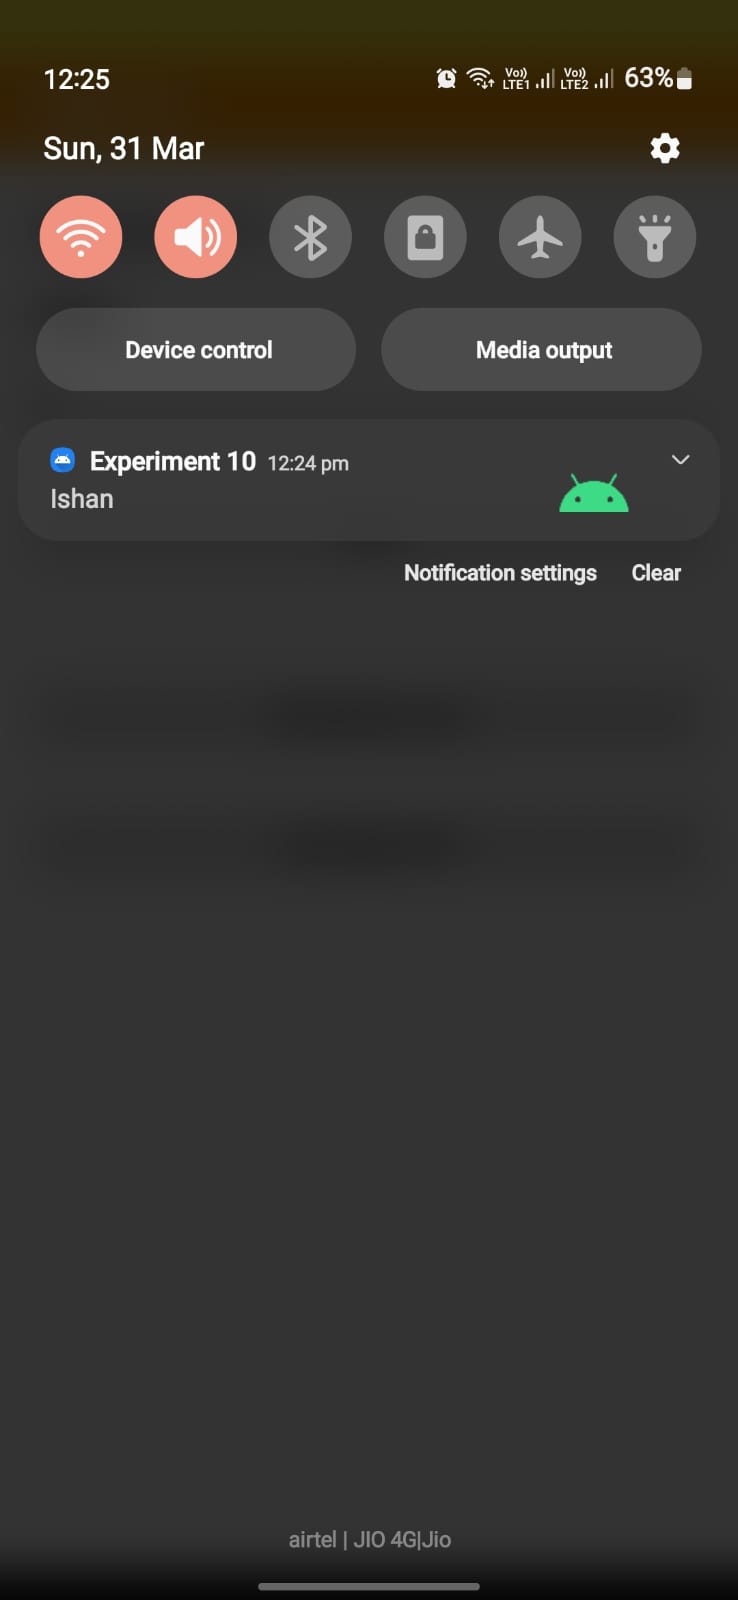 12:25 Vo)) LTE1 Vo)) LTE2 63%
Sun, 31 Mar
Device control Media output
Experiment 10 12:24 pm
Ishan
Notification settings Clear
airtel | JIO 4G|Jio